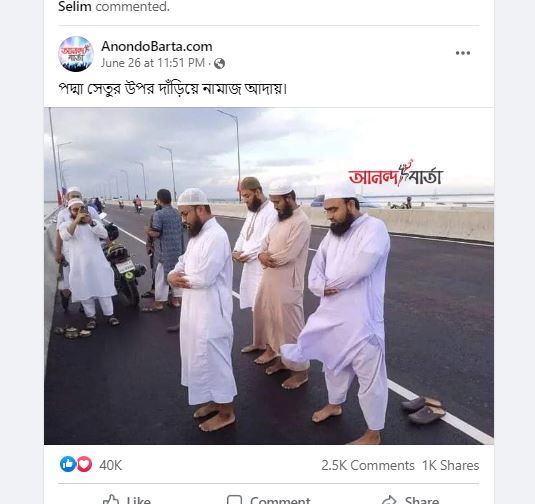 Selim commented.
AnondoBarta.com
June 26 at 11:51 PM ·
পদ্মা সেতুর উপর দাঁড়িয়ে নামাজ আদায়।
আনন্দ বার্তা
আনন্দ বার্তা
40K
2.5K Comments 1K Shares
Like Comment Share